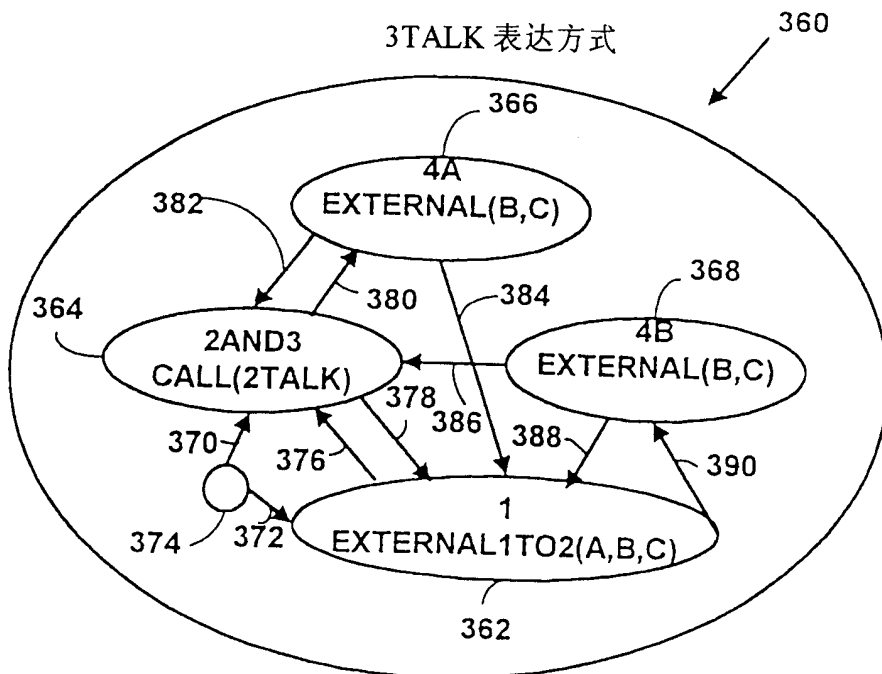 3TALK 表达方式
360
366
4A
EXTERNAL(B,C)
382
380
384
368
4B
EXTERNAL(B,C)
364
2AND3
CALL(2TALK)
386
378
388
390
370
376
374
372
1
EXTERNAL1TO2(A,B,C)
362